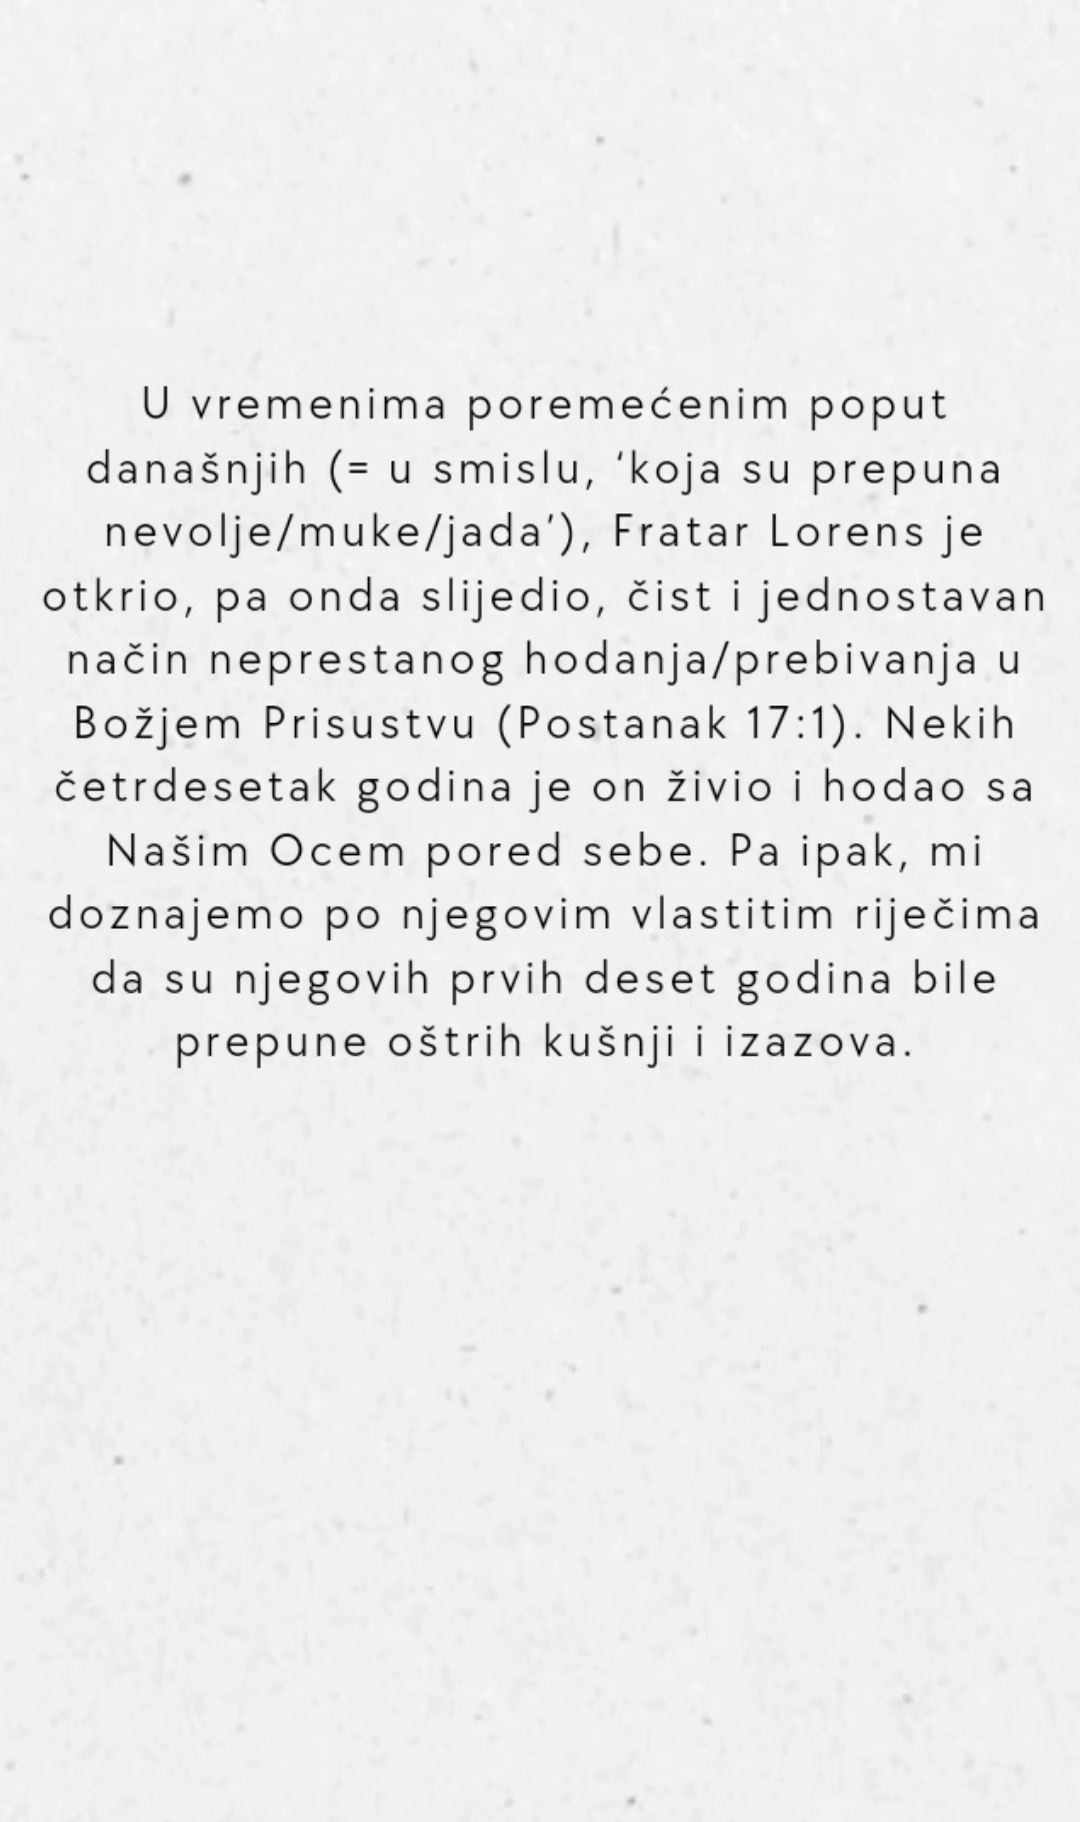 U vremenima poremećenim poput
današnjih (= u smislu, ‘koja su prepuna
nevolje/muke/jada’), Fratar Lorens je
otkrio, pa onda slijedio, čist i jednostavan
način neprestanog hodanja/prebivanja u
Božjem Prisustvu (Postanak 17:1). Nekih
četrdesetak godina je on živio i hodao sa
Našim Ocem pored sebe. Pa ipak, mi
doznajemo po njegovim vlastitim riječima
da su njegovih prvih deset godina bile
prepune oštrih kušnji i izazova.